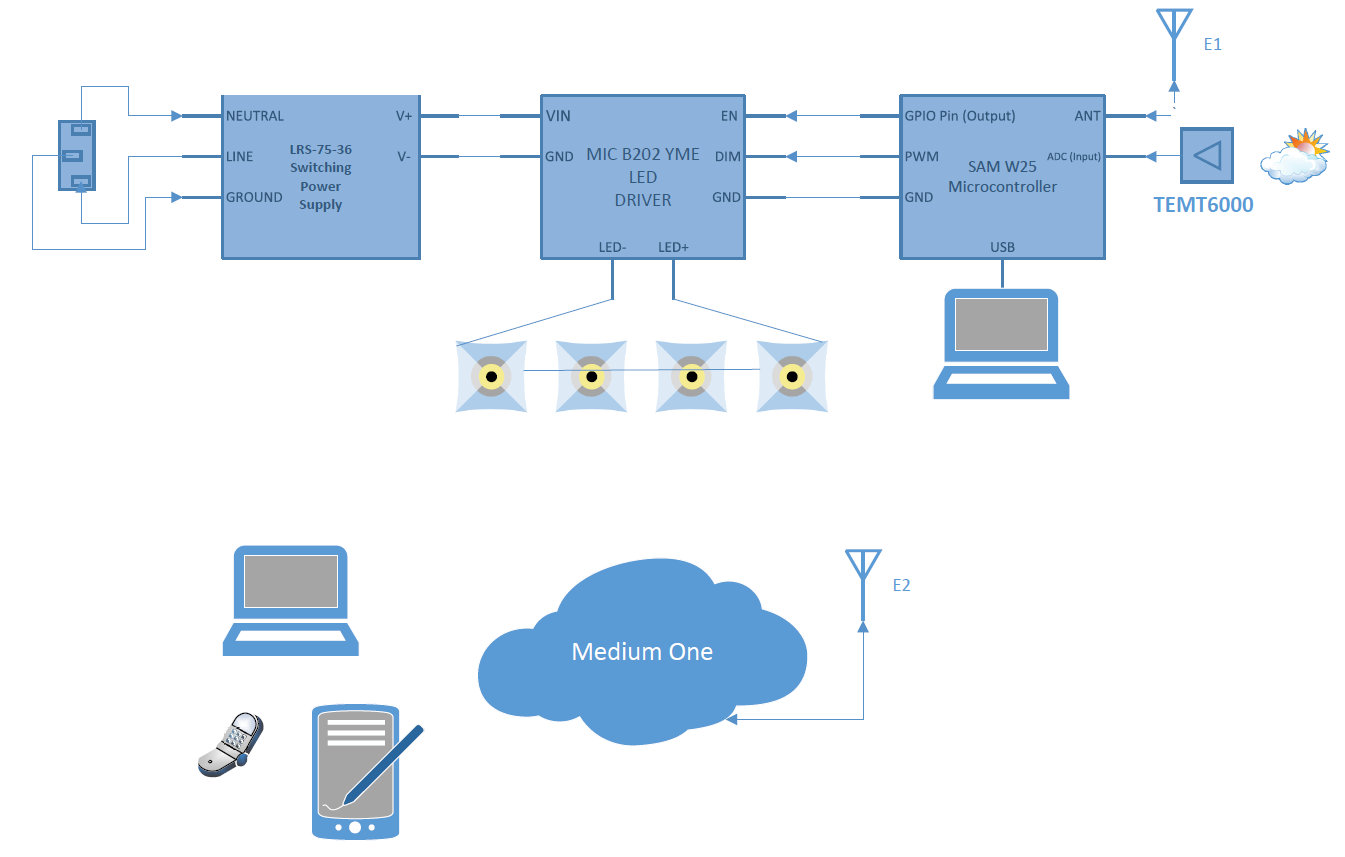 E1
NEUTRAL
LINE
GROUND
LRS-75-36
Switching
Power
Supply
V+
V-
VIN
GND
MIC B202 YME
LED
DRIVER
EN
DIM
GND
LED-
LED+
GPIO Pin (Output)
PWM
GND
SAM W25
Microcontroller
ANT
ADC (Input)
USB
TEMT6000
Medium One
E2